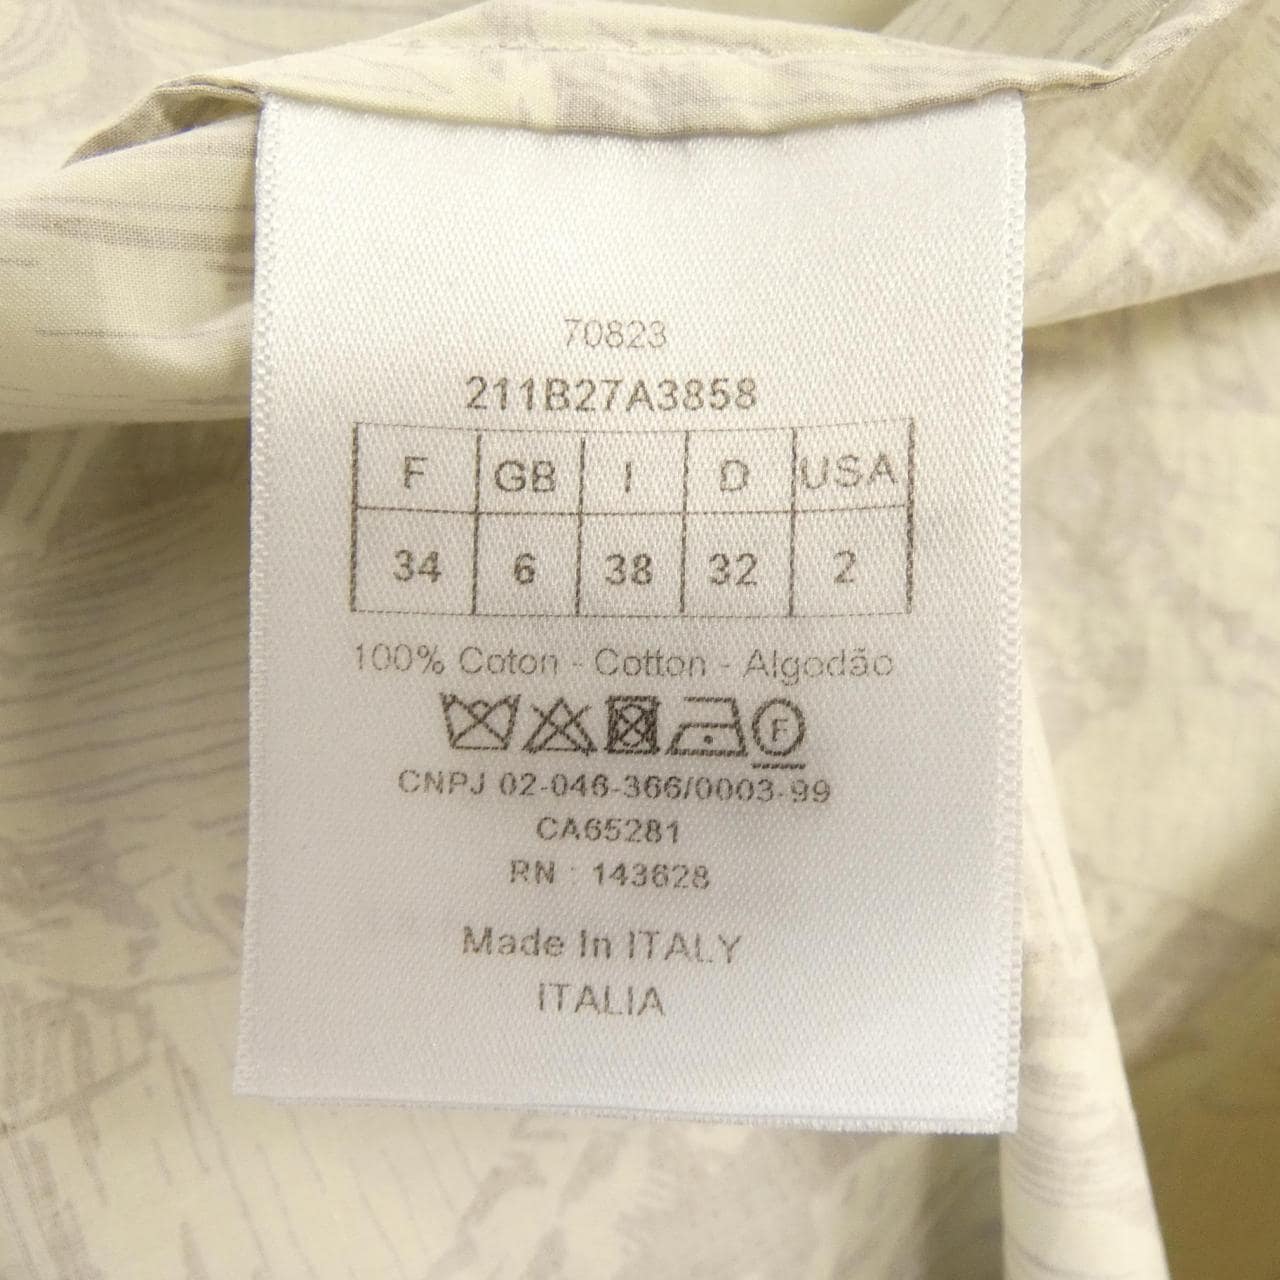 70823
211B27A3858
F GB I D USA
34 6 38 32 2
100% Coton - Cotton - Algodão
F
CNPJ 02-046-366/0003-99
CA65281
RN : 143628
Made In ITALY
ITALIA